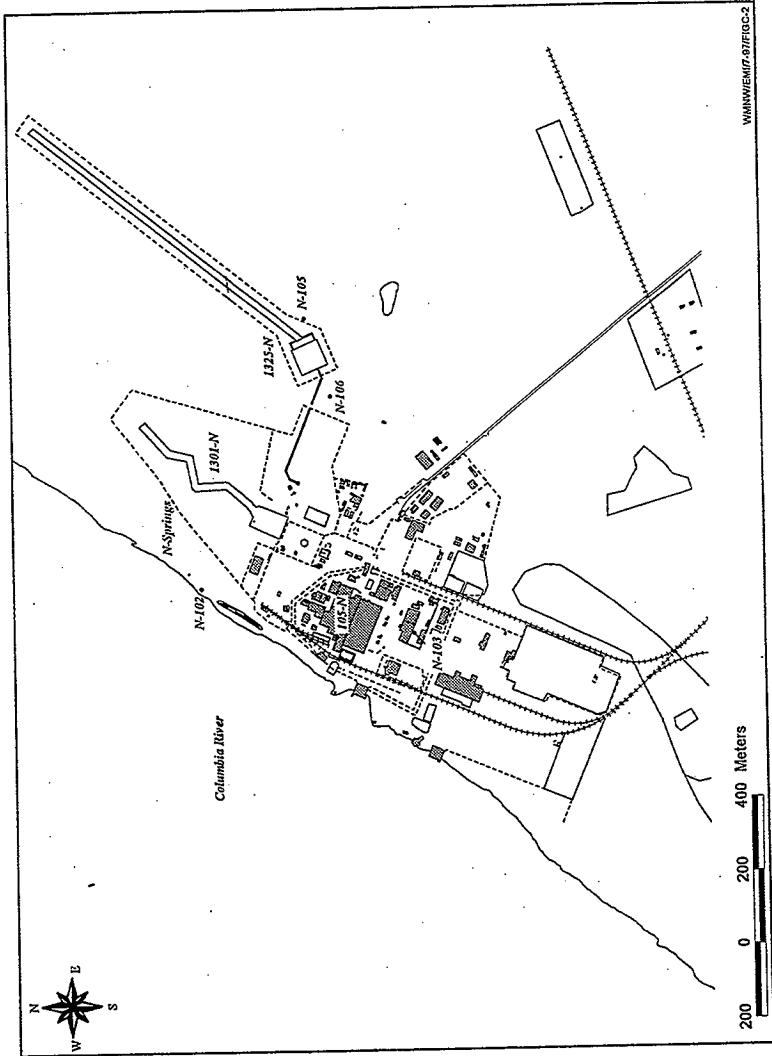 N
W
E
S
Columbia River
N-102
N-Springs
1301-N
1325-N
N-105
N-106
105-N
N-103
200
0
200
400 Meters
WMNW/EMI/7-97/FIGC-2